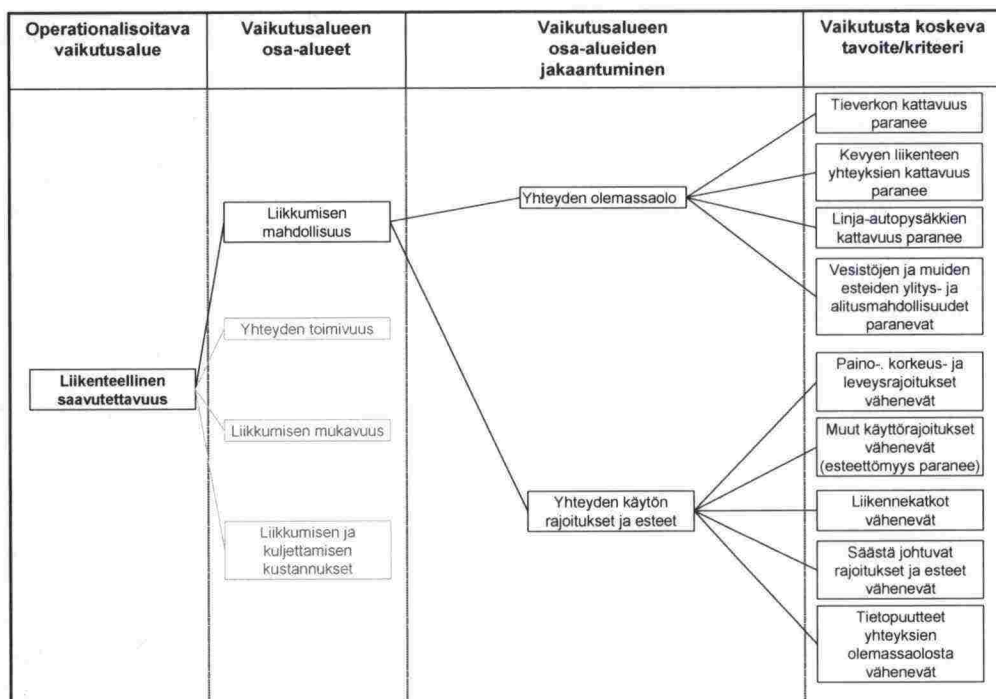 Operationalisoitava
vaikutusalue
Vaikutusalueen
osa-alueet
Vaikutusalueen
osa-alueiden
jakaantuminen
Vaikutusta koskeva
tavoite/kriteeri
Liikenteellinen
saavutettavuus
Liikkumisen
mahdollisuus
Yhteyden toimivuus
Liikkumisen mukavuus
Liikkumisen ja
kuljettamisen
kustannukset
Yhteyden olemassaolo
Yhteyden käytön
rajoitukset ja esteet
Tieverkon kattavuus
paranee
Kevyen liikenteen
yhteyksien kattavuus
paranee
Linja-autopysäkkien
kattavuus paranee
Vesistöjen ja muiden
esteiden ylitys- ja
alitusmahdollisuudet
paranevat
Paino-. korkeus- ja
leveysrajoitukset
vähenevät
Muut käyttörajoitukset
vähenevät
(esteettömyys paranee)
Liikennekatkot
vähenevät
Säästä johtuvat
rajoitukset ja esteet
vähenevät
Tietopuutteet
yhteyksien
olemassaolosta
vähenevät